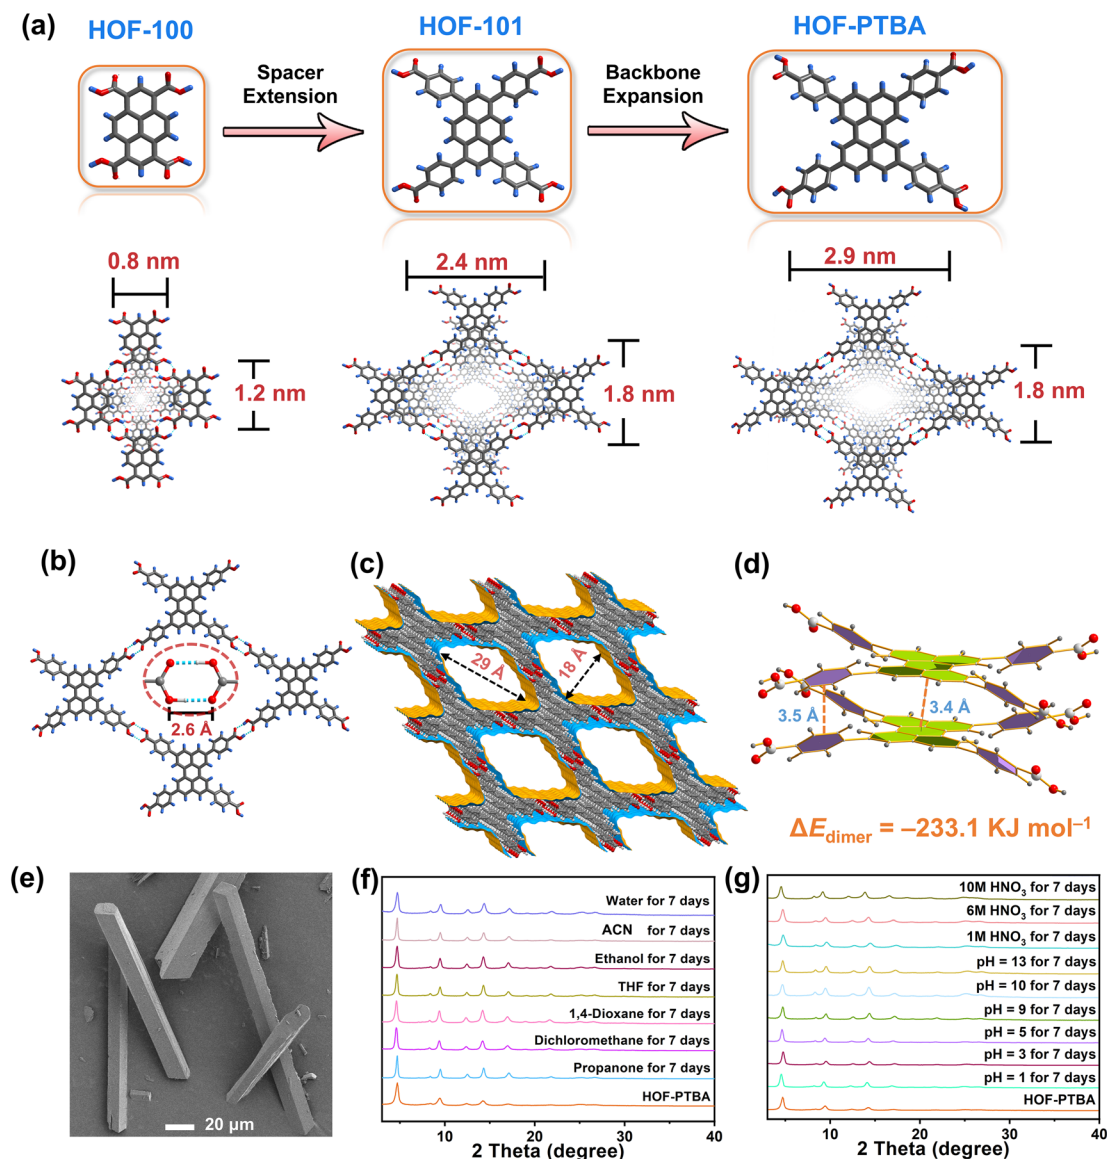 (a)
HOF-100
HOF-101
HOF-PTBA
Spacer
Extension
Backbone
Expansion
0.8 nm
2.4 nm
2.9 nm
1.2 nm
1.8 nm
1.8 nm
(b)
2.6 Å
(c)
29 Å
18 Å
(d)
3.5 Å
3.4 Å
ΔE_dimer = –233.1 KJ mol⁻¹
(e)
20 μm
(f)
Water for 7 days
ACN for 7 days
Ethanol for 7 days
THF for 7 days
1,4-Dioxane for 7 days
Dichloromethane for 7 days
Propanone for 7 days
HOF-PTBA
10 20 30 40
2 Theta (degree)
(g)
10M HNO₃ for 7 days
6M HNO₃ for 7 days
1M HNO₃ for 7 days
pH = 13 for 7 days
pH = 10 for 7 days
pH = 9 for 7 days
pH = 5 for 7 days
pH = 3 for 7 days
pH = 1 for 7 days
HOF-PTBA
10 20 30 40
2 Theta (degree)